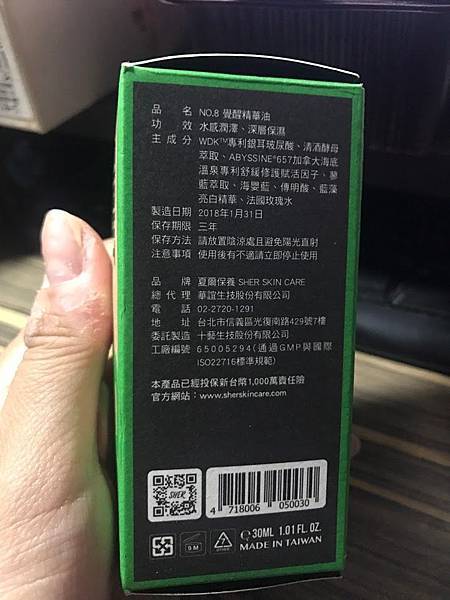 品名 NO.8 覺醒精華油
功效 水感潤澤、深層保濕
主成分 WDK™專利銀耳玻尿酸、清酒酵母
萃取、ABYSSINE®657加拿大海底
溫泉專利舒緩修護賦活因子、蓼
藍萃取、海嬰藍、傳明酸、藍藻
亮白精華、法國玫瑰水
製造日期 2018年1月31日
保存期限 三年
保存方法 請放置陰涼處且避免陽光直射
注意事項 使用後有不適請立即停止使用
品牌 夏爾保養 SHER SKIN CARE
總代理 華誼生技股份有限公司
電話 02-2720-1291
地址 台北市信義區光復南路429號7樓
委託製造 十藝生技股份有限公司
工廠編號 65005294(通過GMP與國際
ISO22716標準規範)
本產品已經投保新台幣1,000萬責任險
官方網站：www.sherskincare.com
SHER
4 718006 050030
9M
7
℮30ML 1.01 FL. OZ.
MADE IN TAIWAN